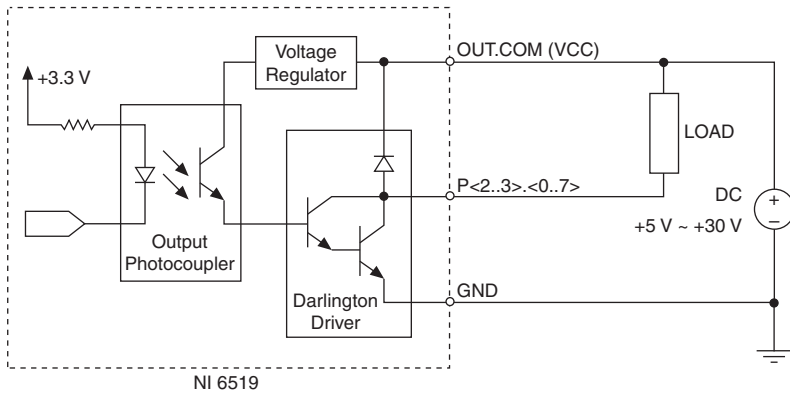 Voltage
Regulator
OUT.COM (VCC)
+3.3 V
LOAD
P<2..3>.<0..7>
DC
+5 V ~ +30 V
+
–
Output
Photocoupler
GND
Darlington
Driver
NI 6519